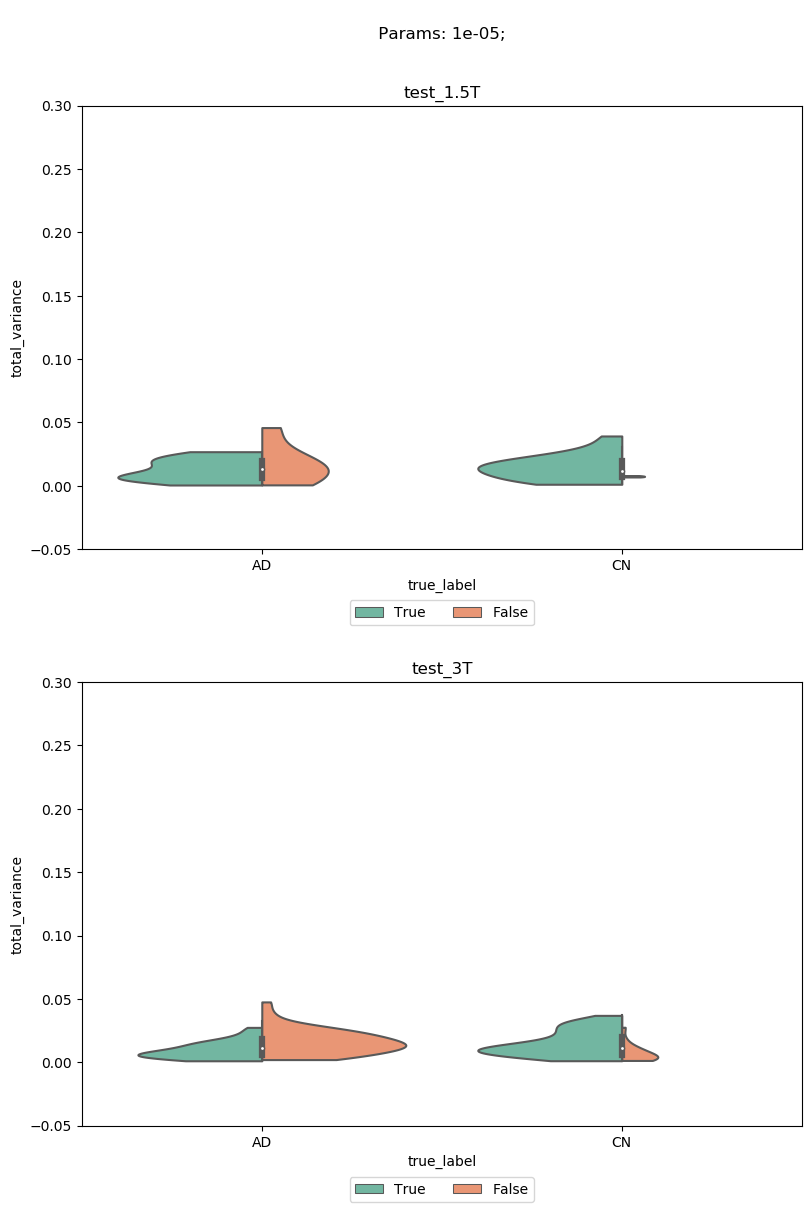 Params: 1e-05;
test_1.5T
0.30
0.25
0.20
0.15
0.10
0.05
0.00
−0.05
total_variance
AD CN
true_label
True False
test_3T
0.30
0.25
0.20
0.15
0.10
0.05
0.00
−0.05
total_variance
AD CN
true_label
True False